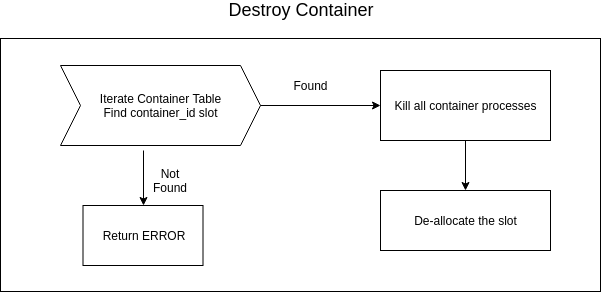 Destroy Container
Iterate Container Table
Find container_id slot
Found
Kill all container processes
Not
Found
Return ERROR
De-allocate the slot